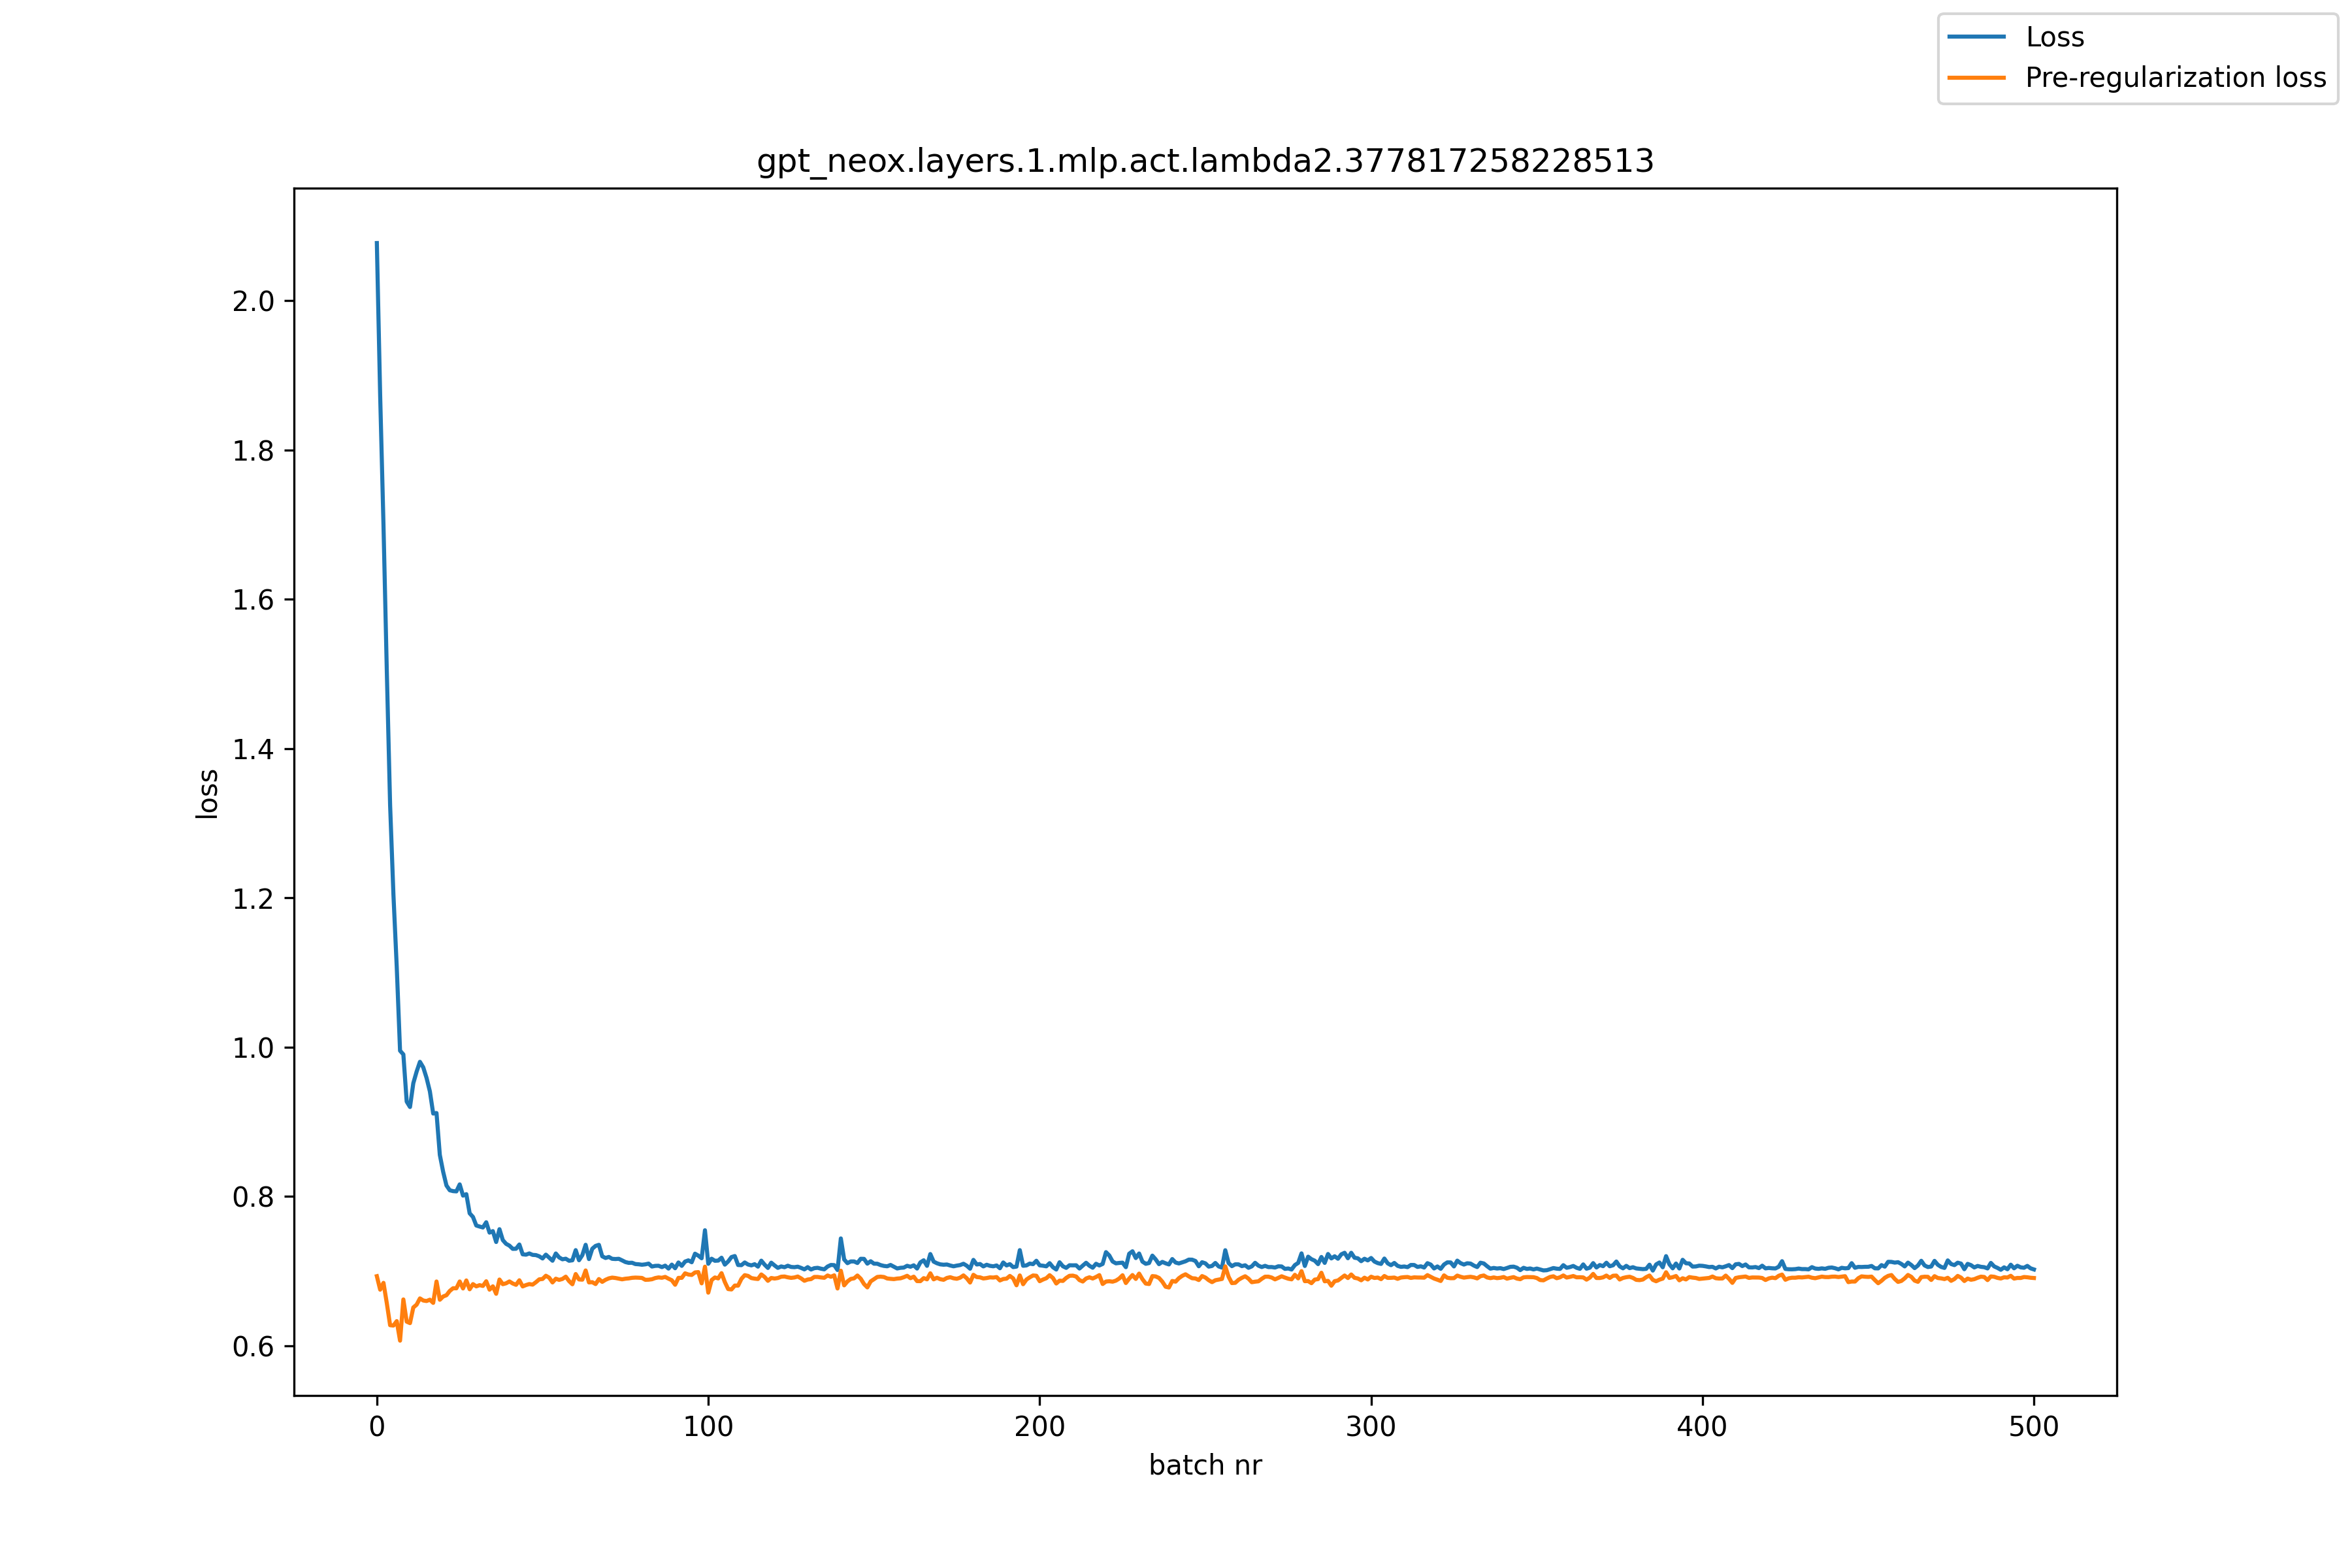 Loss
Pre-regularization loss
gpt_neox.layers.1.mlp.act.lambda2.377817258228513
2.0
1.8
1.6
1.4
1.2
1.0
0.8
0.6
loss
0 100 200 300 400 500
batch nr